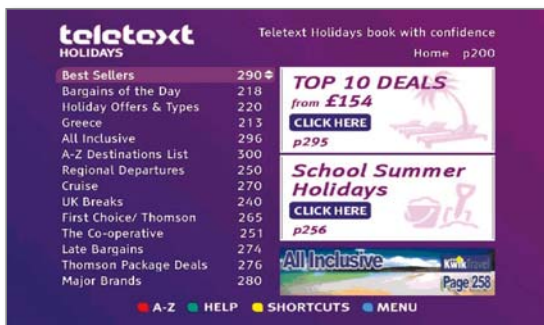 teletext
HOLIDAYS
Teletext Holidays book with confidence
Home p200
Best Sellers 290
Bargains of the Day 218
Holiday Offers & Types 220
Greece 213
All Inclusive 296
A-Z Destinations List 300
Regional Departures 250
Cruise 270
UK Breaks 240
First Choice/ Thomson 265
The Co-operative 251
Late Bargains 274
Thomson Package Deals 276
Major Brands 280
TOP 10 DEALS
from £154
CLICK HERE
p295
School Summer
Holidays
CLICK HERE
p256
All Inclusive
kwiktravel
Page 258
A-Z HELP SHORTCUTS MENU